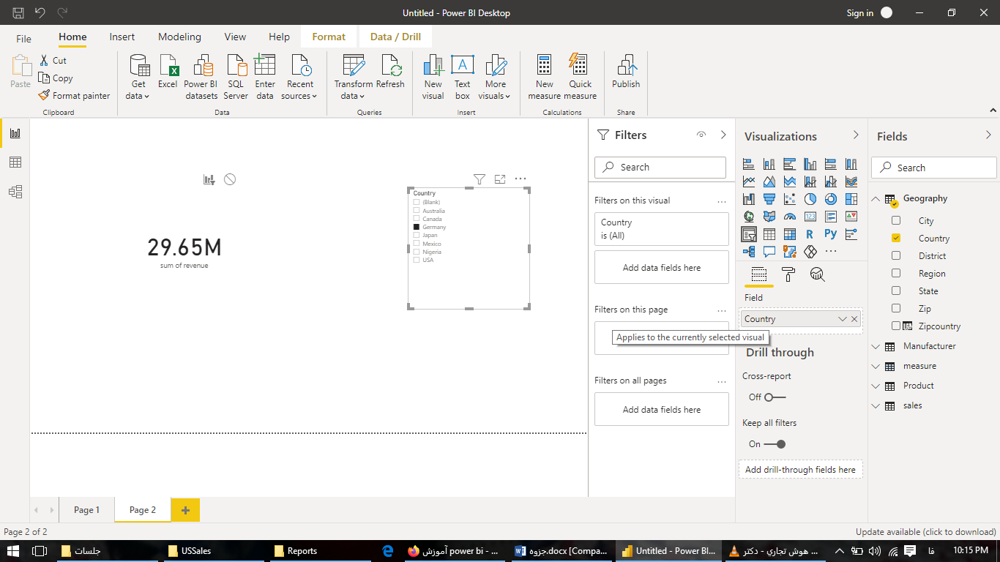 Untitled - Power BI Desktop
Sign in
File
Home
Insert
Modeling
View
Help
Format
Data / Drill
Paste
Cut
Copy
Format painter
Clipboard
Get data
Excel
Power BI datasets
SQL Server
Enter data
Recent sources
Data
Transform data
Refresh
Queries
New visual
Text box
More visuals
Insert
New measure
Quick measure
Calculations
Publish
Share
29.65M
sum of revenue
Country
(Blank)
Australia
Canada
Germany
Japan
Mexico
Nigeria
USA
Filters
Search
Filters on this visual
Country
is (All)
Add data fields here
Filters on this page
Applies to the currently selected visual
Filters on all pages
Add data fields here
Visualizations
123
R
Py
Field
Country
Drill through
Cross-report
Off
Keep all filters
On
Add drill-through fields here
Fields
Search
Geography
City
Country
District
Region
State
Zip
Zipcountry
Manufacturer
measure
Product
sales
Page 1
Page 2
Page 2 of 2
Update available (click to download)
جلسات
USSales
Reports
آموزش power bi - ...
جزوه.docx [Compa...
Untitled - Power BI...
هوش تجاري - دکتر ...
فا
10:15 PM